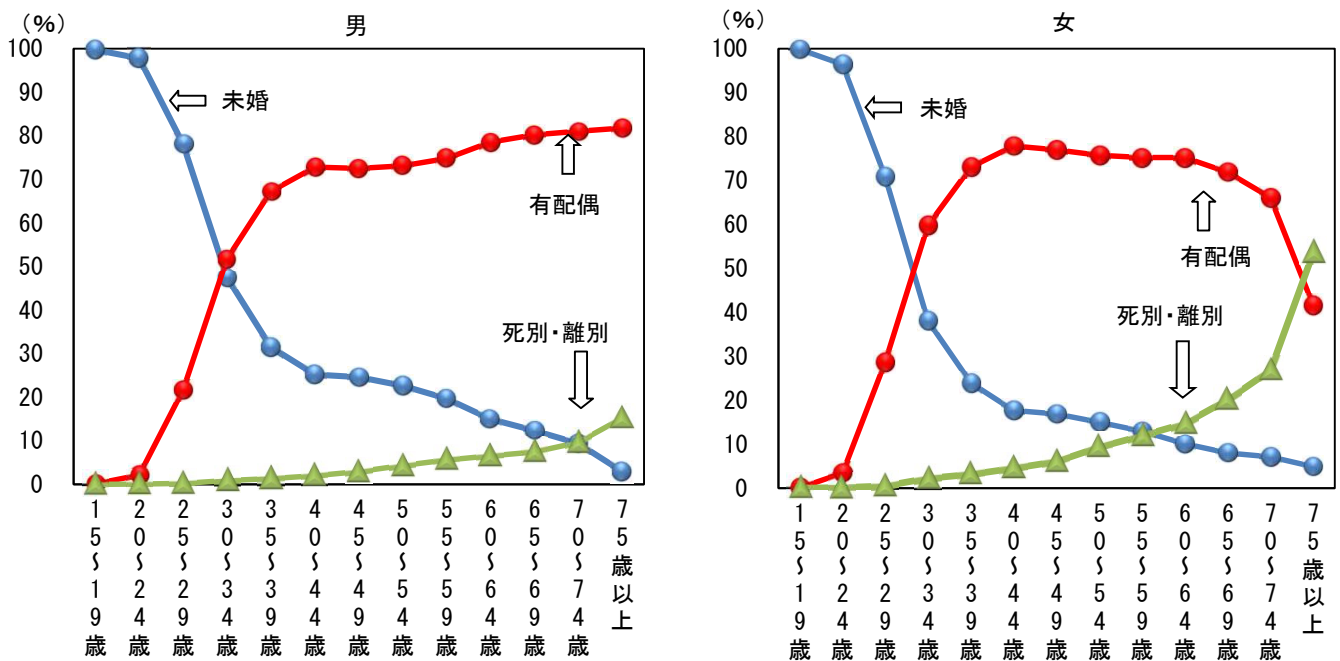 (%)
男
100
90
80
70
60
50
40
30
20
10
0
未婚
有配偶
死別・離別
15~19歳
20~24歳
25~29歳
30~34歳
35~39歳
40~44歳
45~49歳
50~54歳
55~59歳
60~64歳
65~69歳
70~74歳
75歳以上
(%)
女
100
90
80
70
60
50
40
30
20
10
0
未婚
有配偶
死別・離別
15~19歳
20~24歳
25~29歳
30~34歳
35~39歳
40~44歳
45~49歳
50~54歳
55~59歳
60~64歳
65~69歳
70~74歳
75歳以上